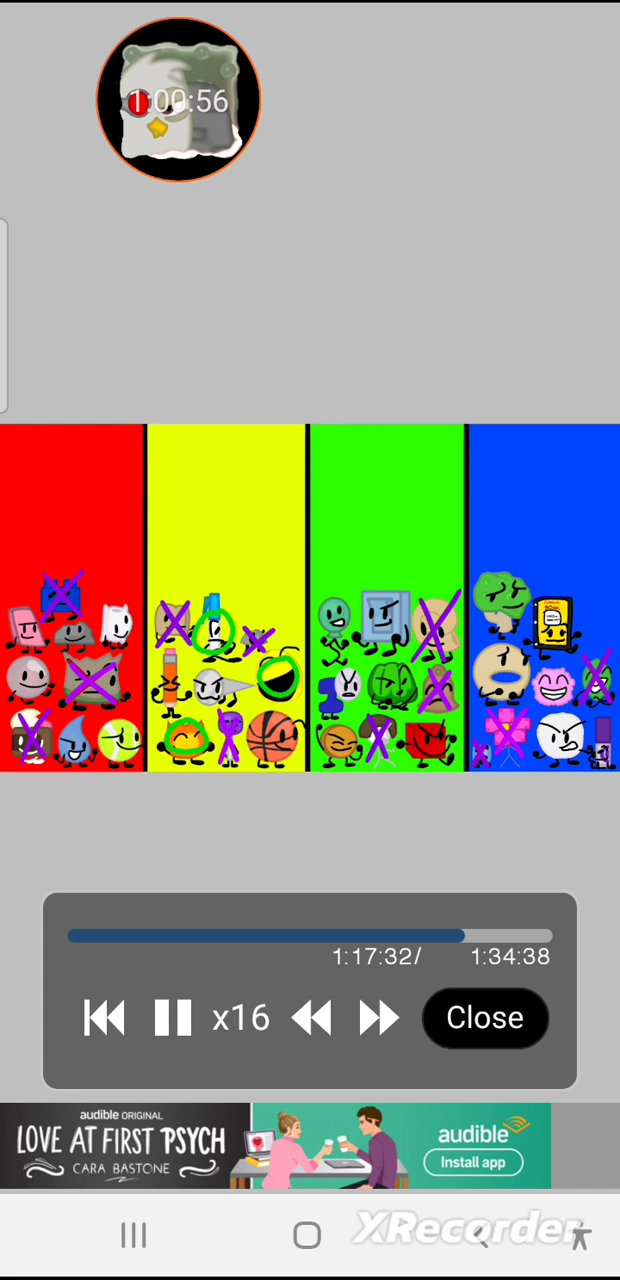 1:00:56
1:17:32/ 1:34:38
x16
Close
audible ORIGINAL
LOVE AT FIRST PSYCH
CARA BASTONE
audible
Install app
XRecorder